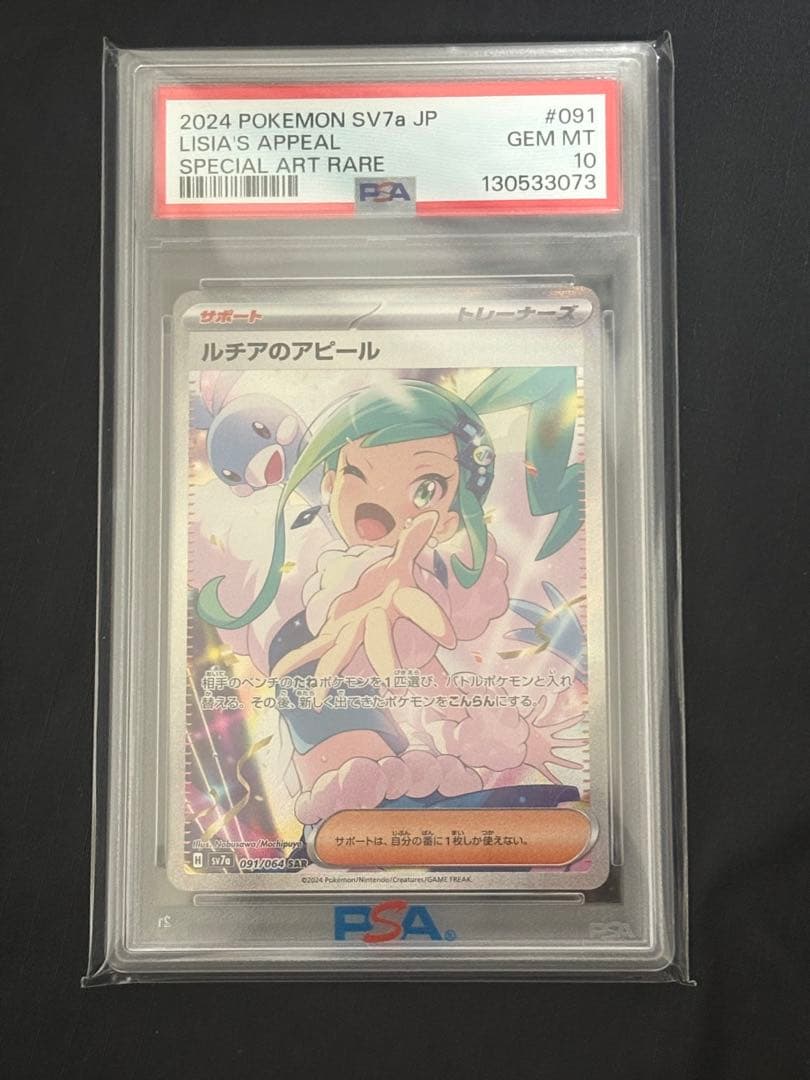 2024 POKEMON SV7a JP #091
LISIA'S APPEAL GEM MT
SPECIAL ART RARE 10
PSA 130533073
サポート トレーナーズ
ルチアのアピール
相手のベンチのたねポケモンを1匹選び、バトルポケモンと入れ
替える。その後、新しく出てきたポケモンをこんらんにする。
サポートは、自分の番に1枚しか使えない。
Illus. Nobusawa/Mochipuyo
H SV7a 091/064 SAR
©2024 Pokémon/Nintendo/Creatures/GAME FREAK.
PSA
PSA